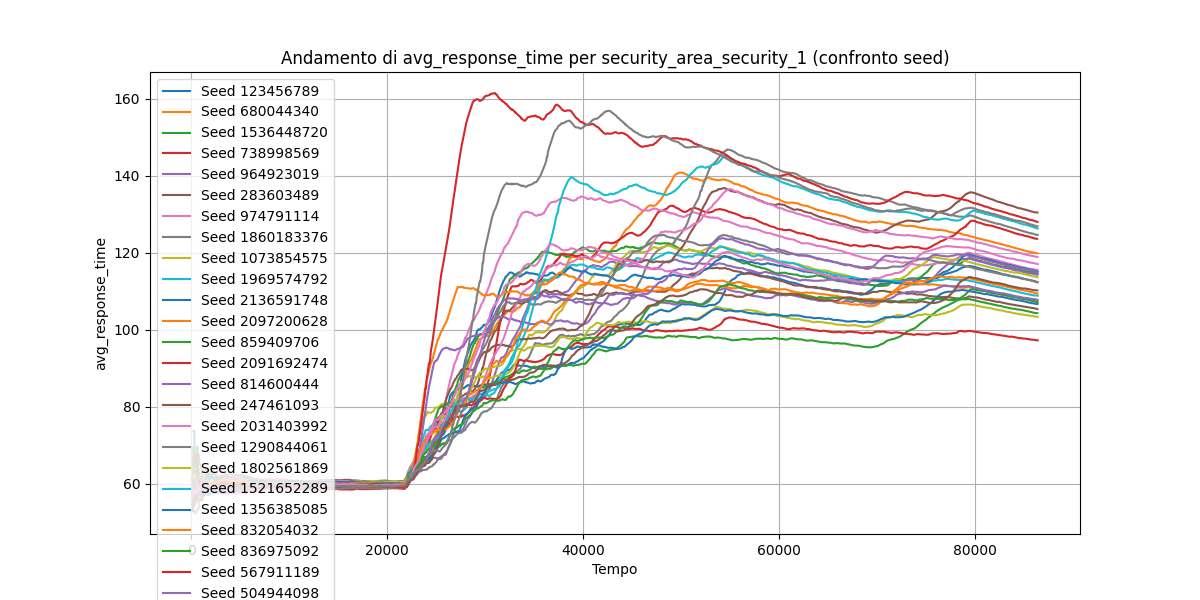 Andamento di avg_response_time per security_area_security_1 (confronto seed)
avg_response_time
160
140
120
100
80
60
Seed 123456789
Seed 680044340
Seed 1536448720
Seed 738998569
Seed 964923019
Seed 283603489
Seed 974791114
Seed 1860183376
Seed 1073854575
Seed 1969574792
Seed 2136591748
Seed 2097200628
Seed 859409706
Seed 2091692474
Seed 814600444
Seed 247461093
Seed 2031403992
Seed 1290844061
Seed 1802561869
Seed 1521652289
Seed 1356385085
Seed 832054032
Seed 836975092
Seed 567911189
Seed 504944098
0
20000
40000
60000
80000
Tempo